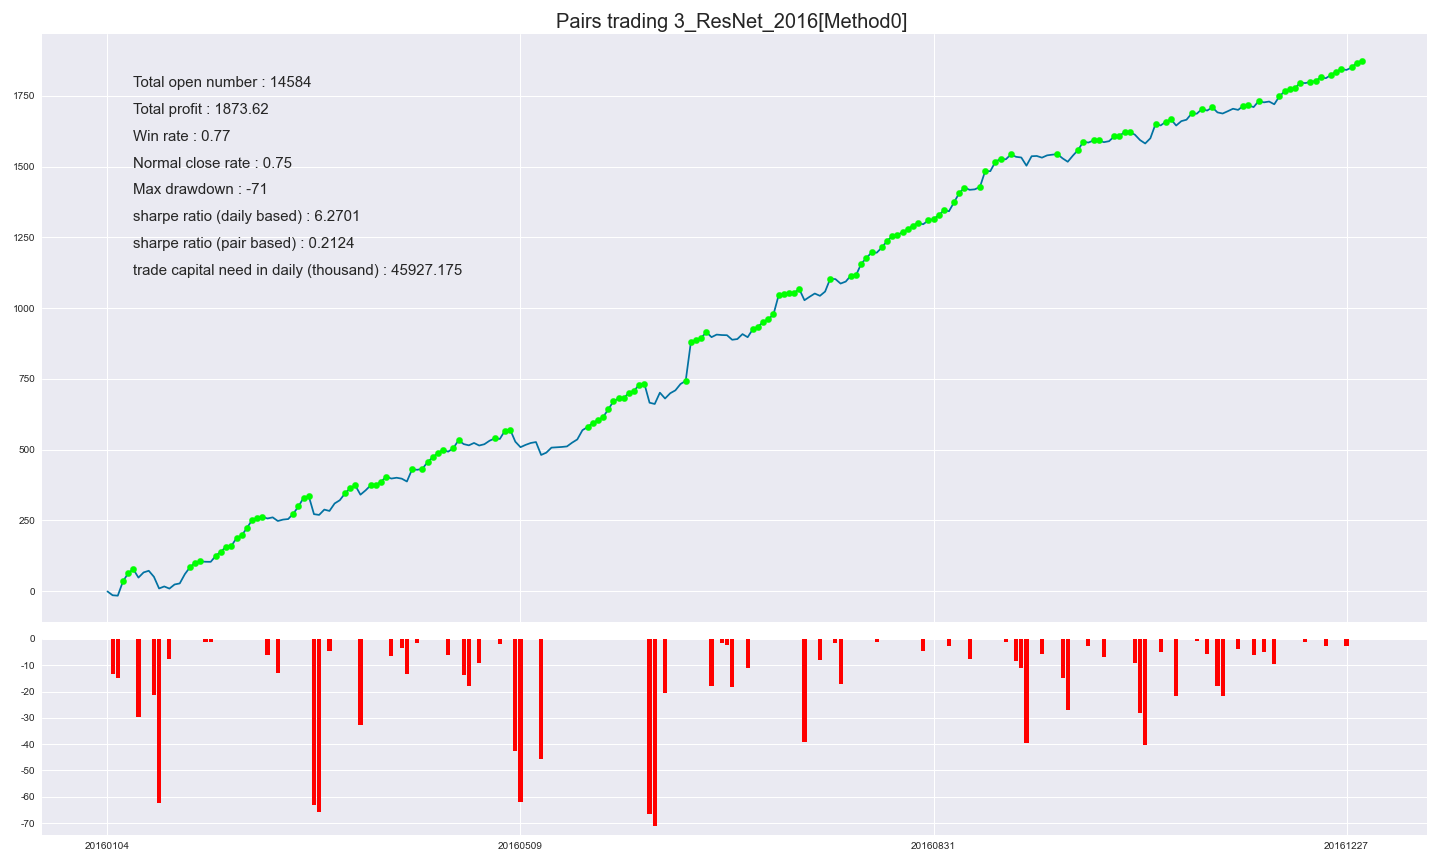 Pairs trading 3_ResNet_2016[Method0]
Total open number : 14584
Total profit : 1873.62
Win rate : 0.77
Normal close rate : 0.75
Max drawdown : -71
sharpe ratio (daily based) : 6.2701
sharpe ratio (pair based) : 0.2124
trade capital need in daily (thousand) : 45927.175
1750
1500
1250
1000
750
500
250
0
0
-10
-20
-30
-40
-50
-60
-70
20160104 20160509 20160831 20161227